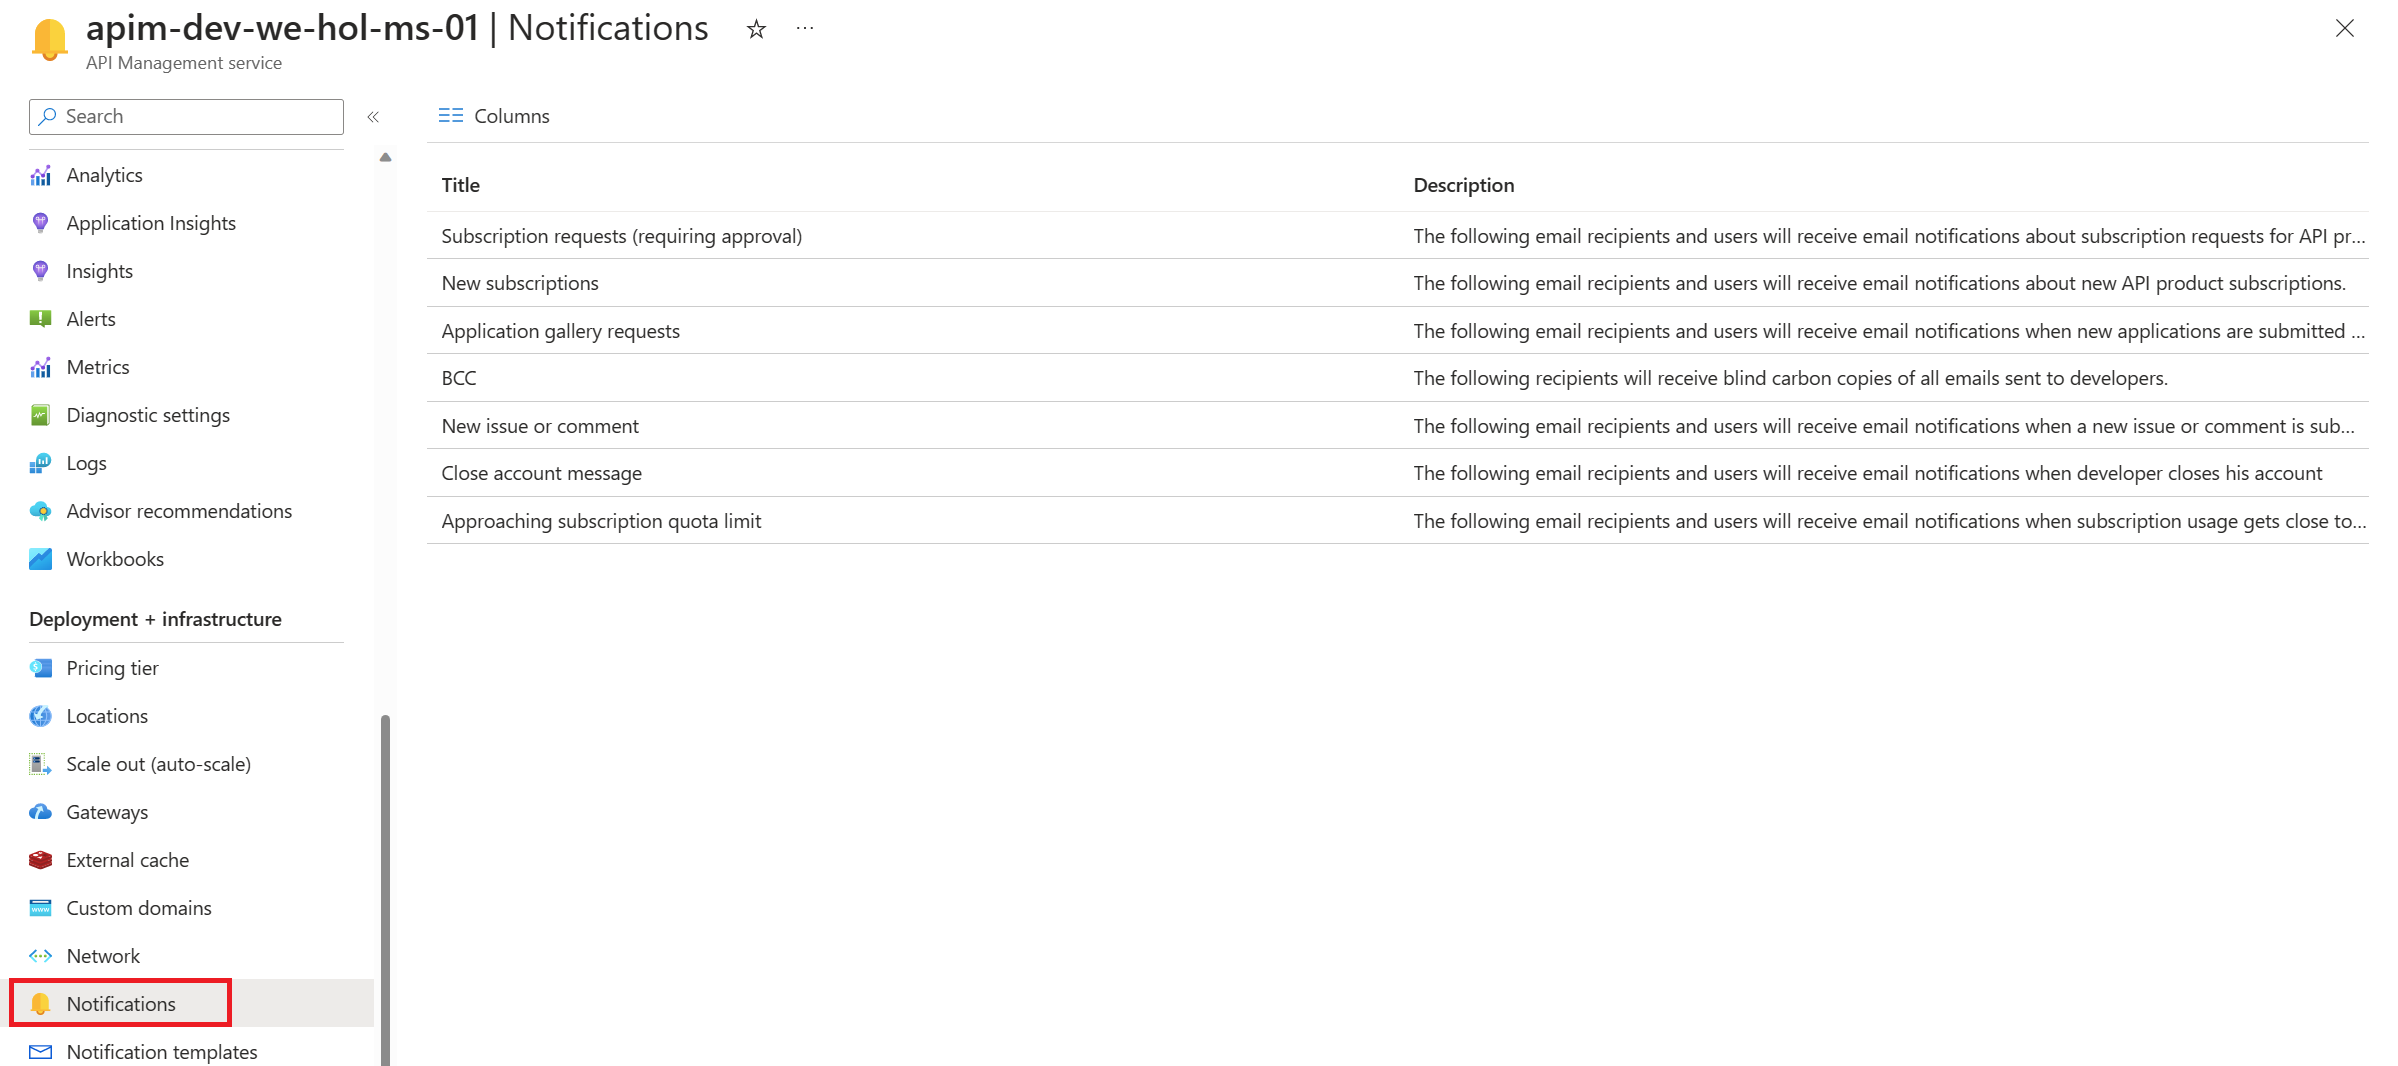 apim-dev-we-hol-ms-01 | Notifications
API Management service
Search
Analytics
Application Insights
Insights
Alerts
Metrics
Diagnostic settings
Logs
Advisor recommendations
Workbooks
Deployment + infrastructure
Pricing tier
Locations
Scale out (auto-scale)
Gateways
External cache
Custom domains
Network
Notifications
Notification templates
Columns
Title Description
Subscription requests (requiring approval) The following email recipients and users will receive email notifications about subscription requests for API pr...
New subscriptions The following email recipients and users will receive email notifications about new API product subscriptions.
Application gallery requests The following email recipients and users will receive email notifications when new applications are submitted ...
BCC The following recipients will receive blind carbon copies of all emails sent to developers.
New issue or comment The following email recipients and users will receive email notifications when a new issue or comment is sub...
Close account message The following email recipients and users will receive email notifications when developer closes his account
Approaching subscription quota limit The following email recipients and users will receive email notifications when subscription usage gets close to...